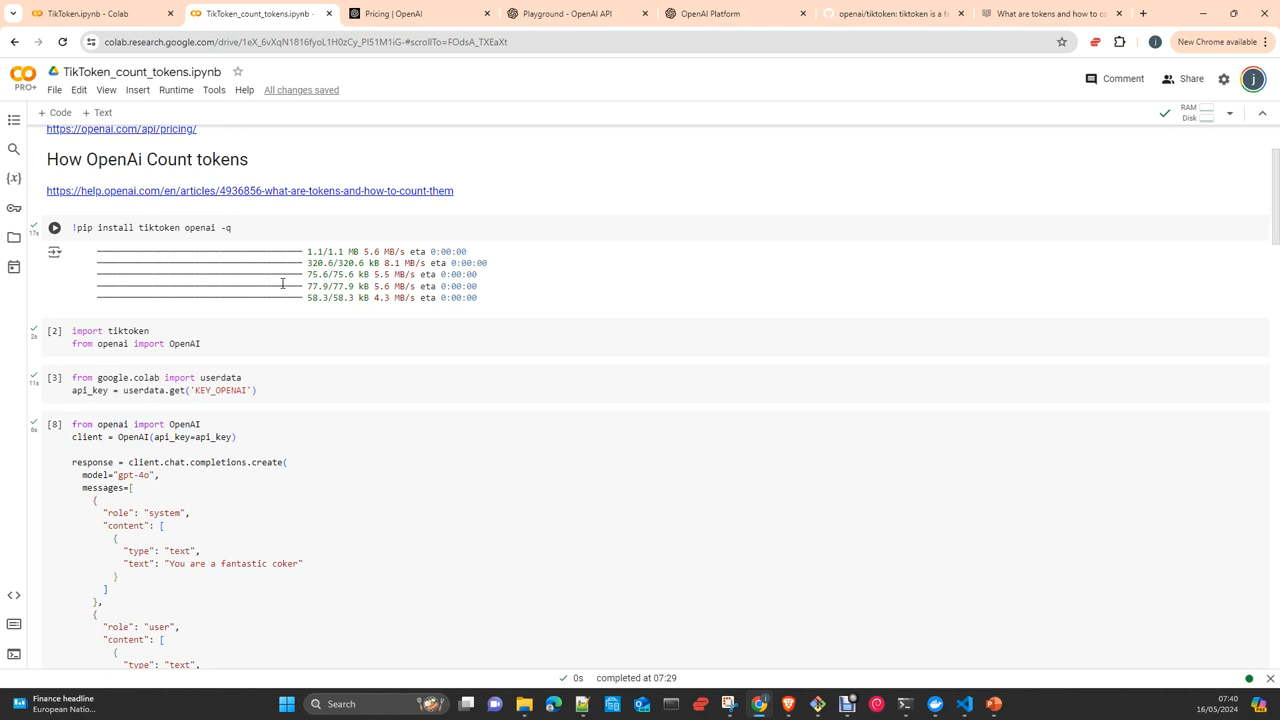 TikToken.ipynb - Colab
TikToken_count_tokens.ipynb -
Pricing | OpenAI
Playground - OpenAI API
OpenAI Platform
openai/tiktoken: tiktoken is a f
What are tokens and how to co
colab.research.google.com/drive/1eX_6vXqN1816fyoL1H0zCy_PI51M1iG-#scrollTo=FOdsA_TXEaXt
j
New Chrome available
CO
PRO+
TikToken_count_tokens.ipynb
Comment
Share
j
File Edit View Insert Runtime Tools Help All changes saved
+ Code + Text
RAM
Disk
https://openai.com/api/pricing/
How OpenAi Count tokens
https://help.openai.com/en/articles/4936856-what-are-tokens-and-how-to-count-them
17s
!pip install tiktoken openai -q
1.1/1.1 MB 5.6 MB/s eta 0:00:00
320.6/320.6 kB 8.1 MB/s eta 0:00:00
75.6/75.6 kB 5.5 MB/s eta 0:00:00
77.9/77.9 kB 5.6 MB/s eta 0:00:00
58.3/58.3 kB 4.3 MB/s eta 0:00:00
2s
[2] import tiktoken
from openai import OpenAI
11s
[3] from google.colab import userdata
api_key = userdata.get('KEY_OPENAI')
6s
[8] from openai import OpenAI
client = OpenAI(api_key=api_key)
response = client.chat.completions.create(
model="gpt-4o",
messages=[
{
"role": "system",
"content": [
{
"type": "text",
"text": "You are a fantastic coker"
}
]
},
{
"role": "user",
"content": [
{
"type": "text",
0s completed at 07:29
Finance headline
European Natio...
Search
07:40
16/05/2024